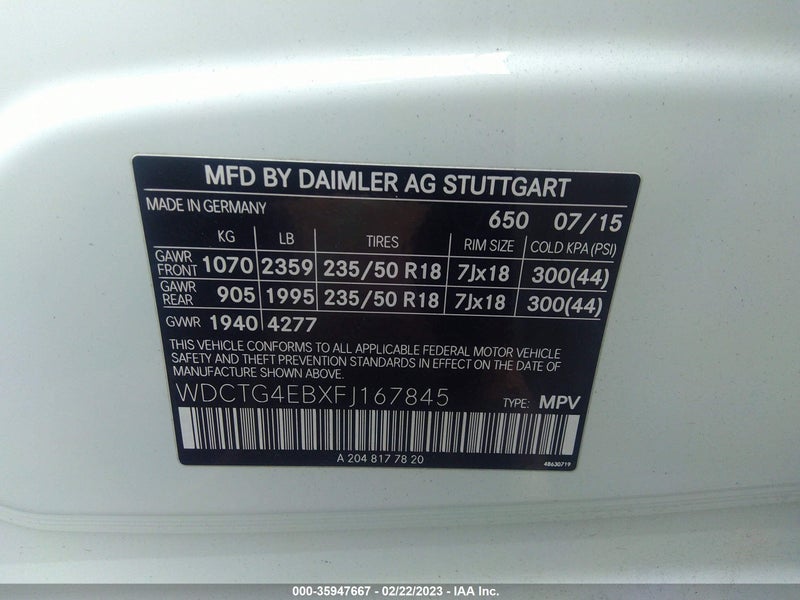 MFD BY DAIMLER AG STUTTGART
MADE IN GERMANY 650 07/15
KG LB TIRES RIM SIZE COLD KPA (PSI)
GAWR FRONT 1070 2359 235/50 R18 7Jx18 300(44)
GAWR REAR 905 1995 235/50 R18 7Jx18 300(44)
GVWR 1940 4277
THIS VEHICLE CONFORMS TO ALL APPLICABLE FEDERAL MOTOR VEHICLE
SAFETY AND THEFT PREVENTION STANDARDS IN EFFECT ON THE DATE OF
MANUFACTURE SHOWN ABOVE.
WDCTG4EBXFJ167845 TYPE: MPV
A 204 817 78 20 48630719
000-35947667 - 02/22/2023 - IAA Inc.